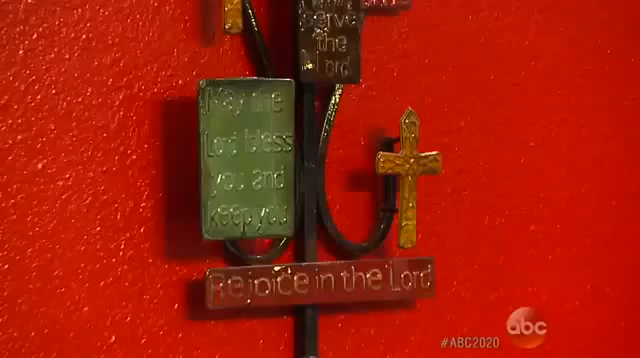 Serve
the
Lord
May the
Lord bless
you and
keep you
Rejoice in the Lord
abc
#ABC2020